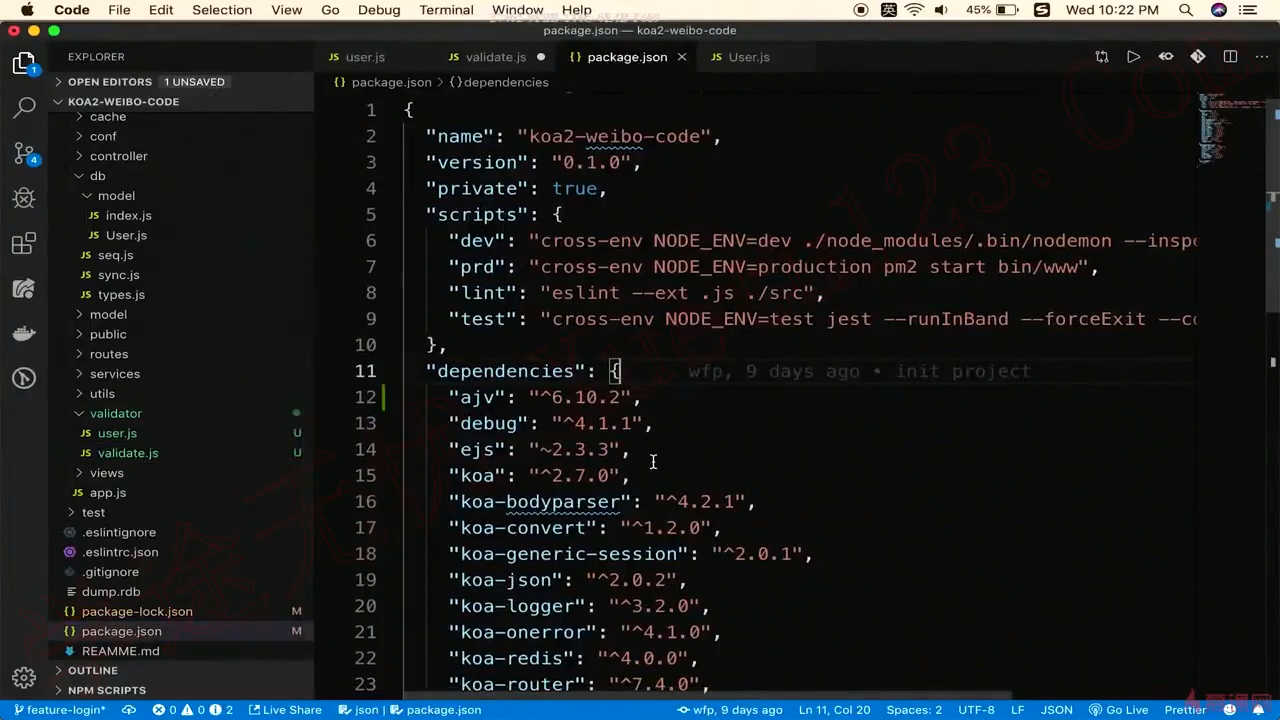 Code File Edit Selection View Go Debug Terminal Window Help 英 45% Wed 10:22 PM
package.json — koa2-weibo-code
EXPLORER
user.js
validate.js
package.json
User.js
OPEN EDITORS 1 UNSAVED
package.json > {} dependencies
KOA2-WEIBO-CODE
cache
conf
controller
db
model
index.js
User.js
seq.js
sync.js
types.js
model
public
routes
services
utils
validator
user.js U
validate.js U
views
app.js
test
.eslintignore
.eslintrc.json
.gitignore
dump.rdb
package-lock.json M
package.json M
REAMME.md
OUTLINE
NPM SCRIPTS
1 {
2 "name": "koa2-weibo-code",
3 "version": "0.1.0",
4 "private": true,
5 "scripts": {
6 "dev": "cross-env NODE_ENV=dev ./node_modules/.bin/nodemon --inspe
7 "prd": "cross-env NODE_ENV=production pm2 start bin/www",
8 "lint": "eslint --ext .js ./src",
9 "test": "cross-env NODE_ENV=test jest --runInBand --forceExit --co
10 },
11 "dependencies": { wfp, 9 days ago • init project
12 "ajv": "^6.10.2",
13 "debug": "^4.1.1",
14 "ejs": "~2.3.3",
15 "koa": "^2.7.0",
16 "koa-bodyparser": "^4.2.1",
17 "koa-convert": "^1.2.0",
18 "koa-generic-session": "^2.0.1",
19 "koa-json": "^2.0.2",
20 "koa-logger": "^3.2.0",
21 "koa-onerror": "^4.1.0",
22 "koa-redis": "^4.0.0",
23 "koa-router": "^7.4.0",
feature-login* 0 0 2 Live Share json | package.json wfp, 9 days ago Ln 11, Col 20 Spaces: 2 UTF-8 LF JSON Go Live Prettier